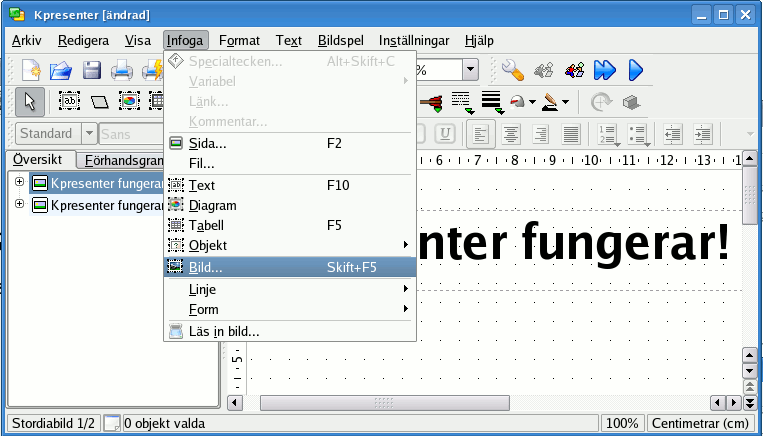 Kpresenter [ändrad]
Arkiv Redigera Visa Infoga Format Text Bildspel Inställningar Hjälp
Specialtecken... Alt+Skift+C
%
Variabel
Länk...
Kommentar...
Standard Sans
U
Sida... F2
Översikt Förhandsgran
Fil...
6 7 8 9 10 11 12 13
Kpresenter fungerar
Text F10
Kpresenter fungerar
Diagram
Tabell F5
Objekt
nter fungerar!
Bild... Skift+F5
Linje
Form
Läs in bild...
5
Stordiabild 1/2 0 objekt valda 100% Centimetrar (cm)